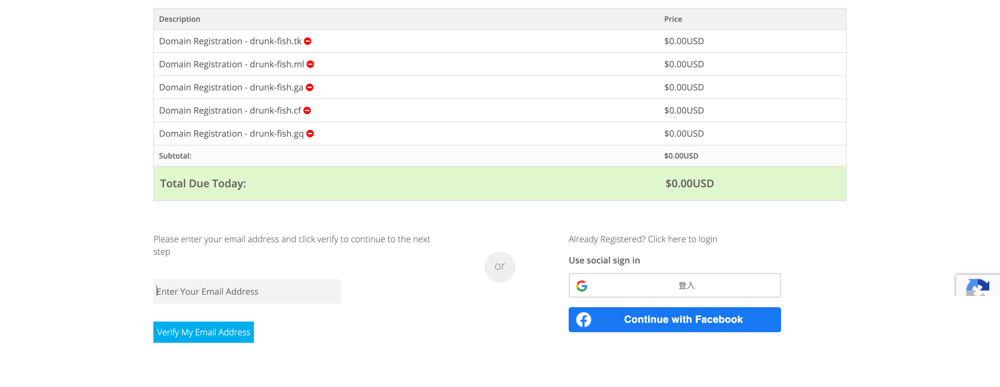 Description Price
Domain Registration - drunk-fish.tk $0.00USD
Domain Registration - drunk-fish.ml $0.00USD
Domain Registration - drunk-fish.ga $0.00USD
Domain Registration - drunk-fish.cf $0.00USD
Domain Registration - drunk-fish.gq $0.00USD
Subtotal: $0.00USD
Total Due Today: $0.00USD
Please enter your email address and click verify to continue to the next
step
Enter Your Email Address
Verify My Email Address
or
Already Registered? Click here to login
Use social sign in
登入
Continue with Facebook